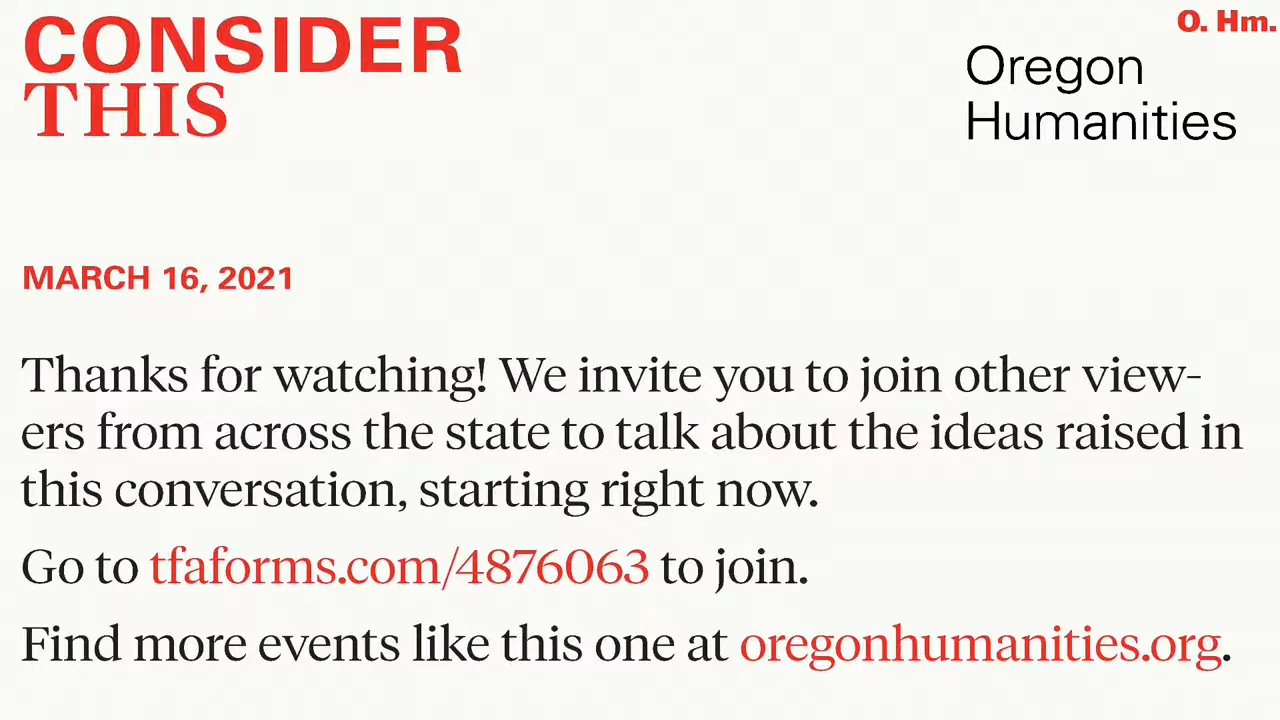 CONSIDER
THIS
O. Hm.
Oregon
Humanities
MARCH 16, 2021
Thanks for watching! We invite you to join other view-
ers from across the state to talk about the ideas raised in
this conversation, starting right now.
Go to tfaforms.com/4876063 to join.
Find more events like this one at oregonhumanities.org.